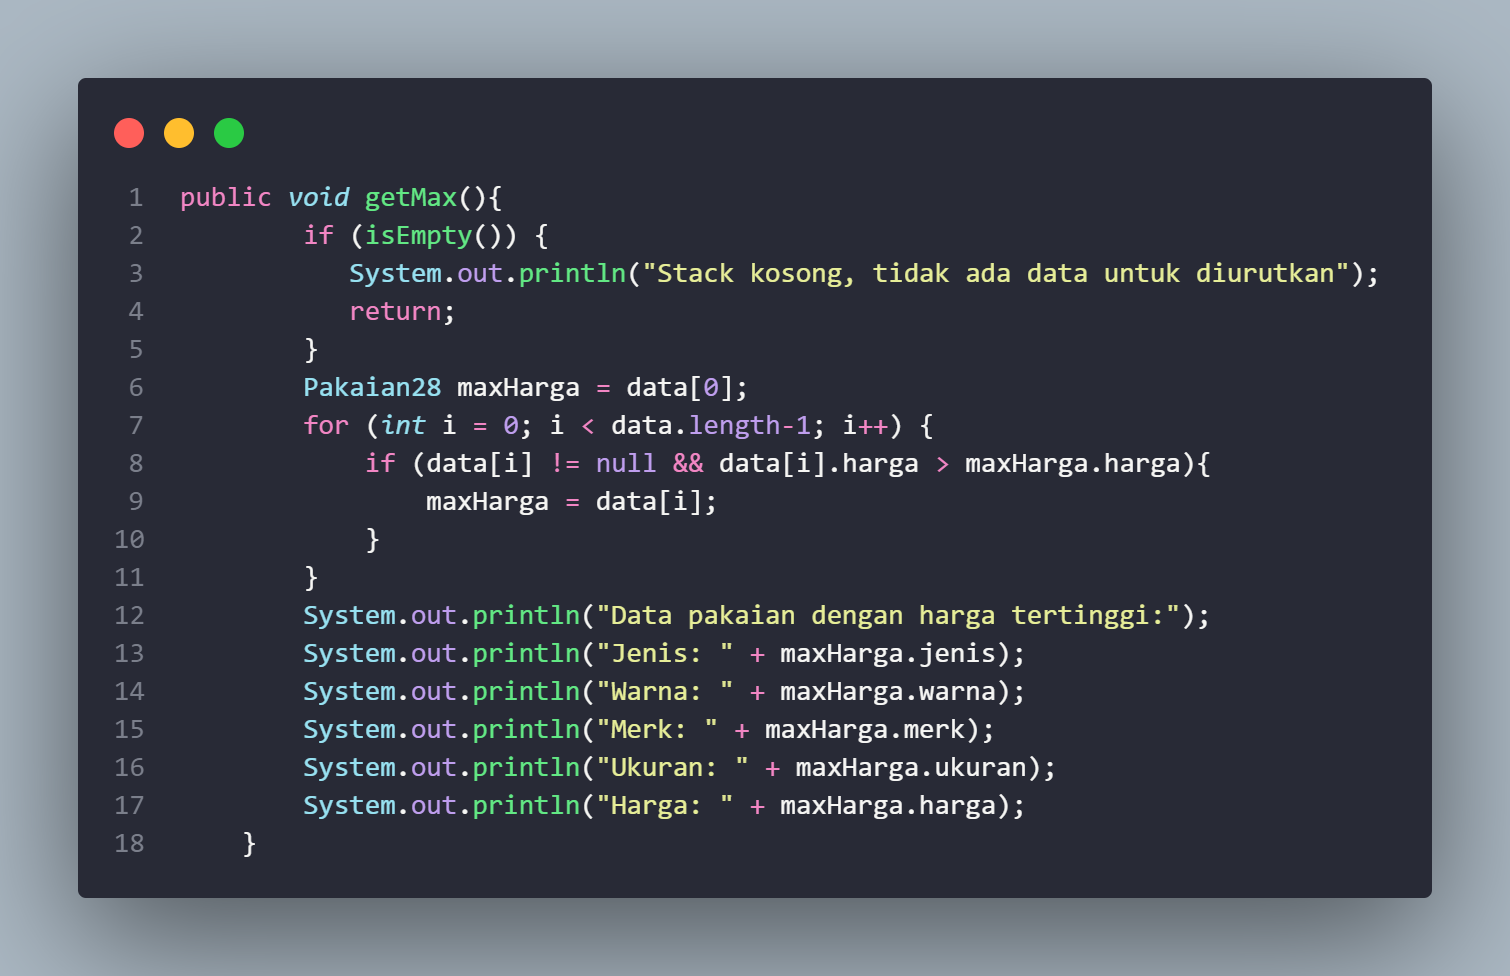 1 public void getMax(){
2         if (isEmpty()) {
3            System.out.println("Stack kosong, tidak ada data untuk diurutkan");
4            return;
5         }
6         Pakaian28 maxHarga = data[0];
7         for (int i = 0; i < data.length-1; i++) {
8             if (data[i] != null && data[i].harga > maxHarga.harga){
9                 maxHarga = data[i];
10             }
11         }
12         System.out.println("Data pakaian dengan harga tertinggi:");
13         System.out.println("Jenis: " + maxHarga.jenis);
14         System.out.println("Warna: " + maxHarga.warna);
15         System.out.println("Merk: " + maxHarga.merk);
16         System.out.println("Ukuran: " + maxHarga.ukuran);
17         System.out.println("Harga: " + maxHarga.harga);
18     }